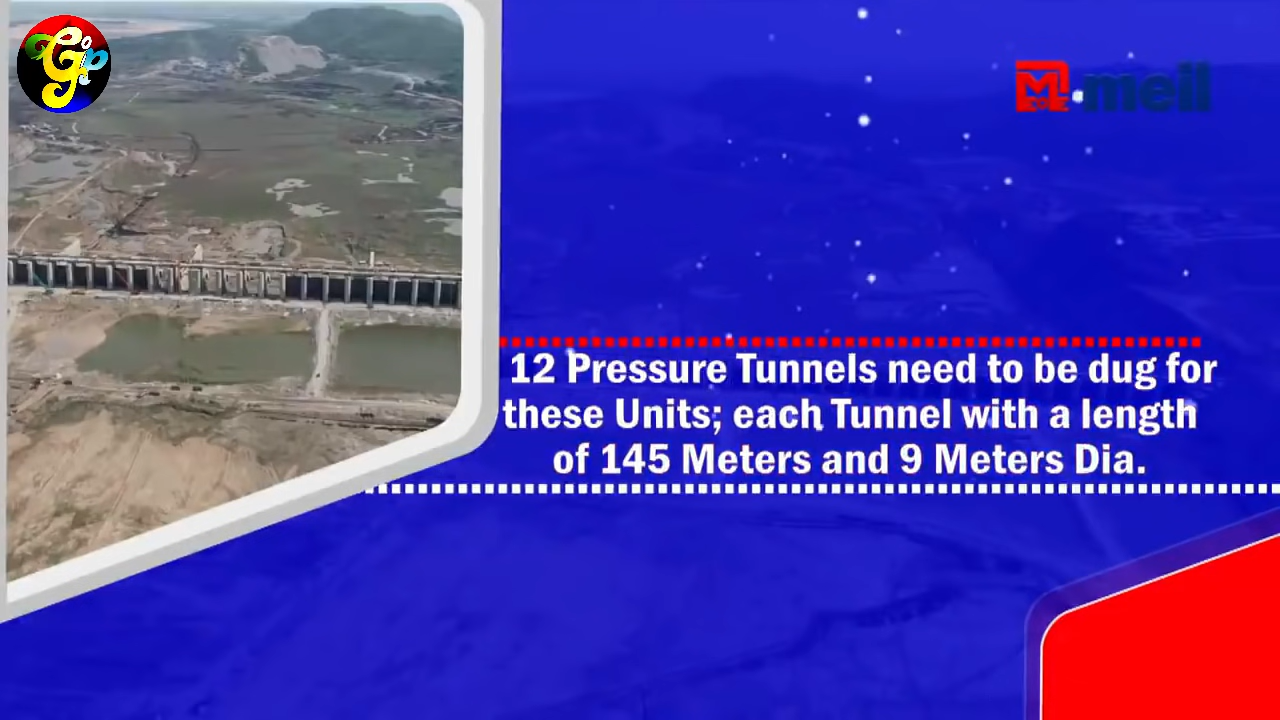 GiP
meil
12 Pressure Tunnels need to be dug for
these Units; each Tunnel with a length
of 145 Meters and 9 Meters Dia.